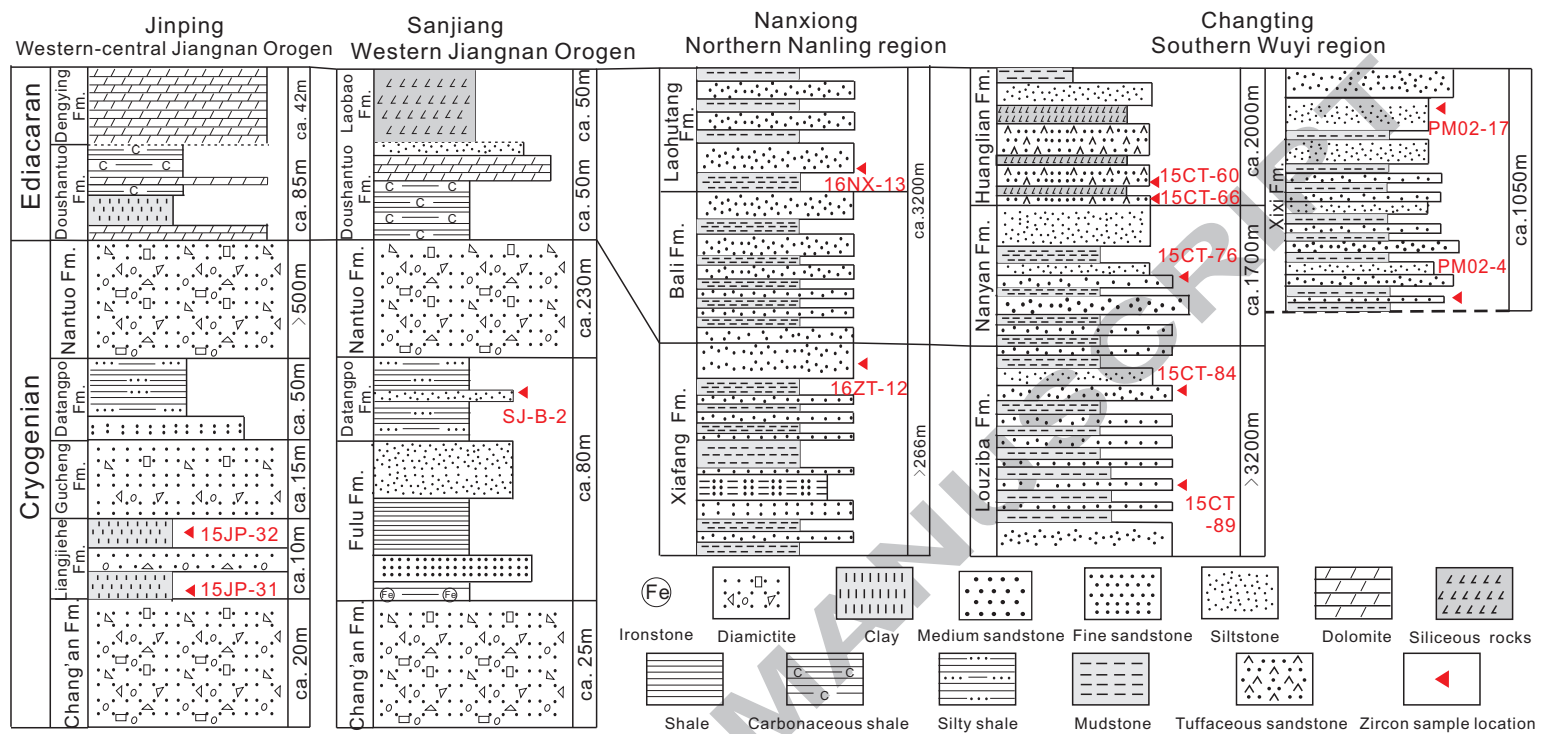 Jinping
Western-central Jiangnan Orogen
Sanjiang
Western Jiangnan Orogen
Nanxiong
Northern Nanling region
Changting
Southern Wuyi region
Ediacaran
Cryogenian
Dengying
Fm.
ca. 42m
Doushantuo
Fm.
ca. 85m
C
C
C
C
Nantuo Fm.
>500m
Datangpo
Fm.
ca. 50m
Gucheng
Fm.
ca. 15m
Liangjiehe
Fm.
ca. 10m
15JP-32
15JP-31
Chang'an Fm.
ca. 20m
Laobao
Fm.
ca. 50m
Doushantuo
Fm.
ca. 50m
C
C
C
C
C
C
Nantuo Fm.
ca.230m
Datangpo
Fm.
SJ-B-2
Fulu Fm.
ca.80m
Fe
Fe
Chang'an Fm.
ca. 25m
Laohutang
Fm.
16NX-13
Bali Fm.
ca.3200m
Xiafang Fm.
16ZT-12
>266m
Huanglian Fm.
ca. 2000m
15CT-60
15CT-66
Nanyan Fm.
ca. 1700m
15CT-76
Louziba Fm.
>3200m
15CT-84
15CT
-89
Xixi Fm.
PM02-17
PM02-4
ca.1050m
MANUSCRIPT
Fe
Ironstone
Diamictite
Clay
Medium sandstone
Fine sandstone
Siltstone
Dolomite
Siliceous rocks
C
C
C
Shale
Carbonaceous shale
Silty shale
Mudstone
Tuffaceous sandstone
Zircon sample location